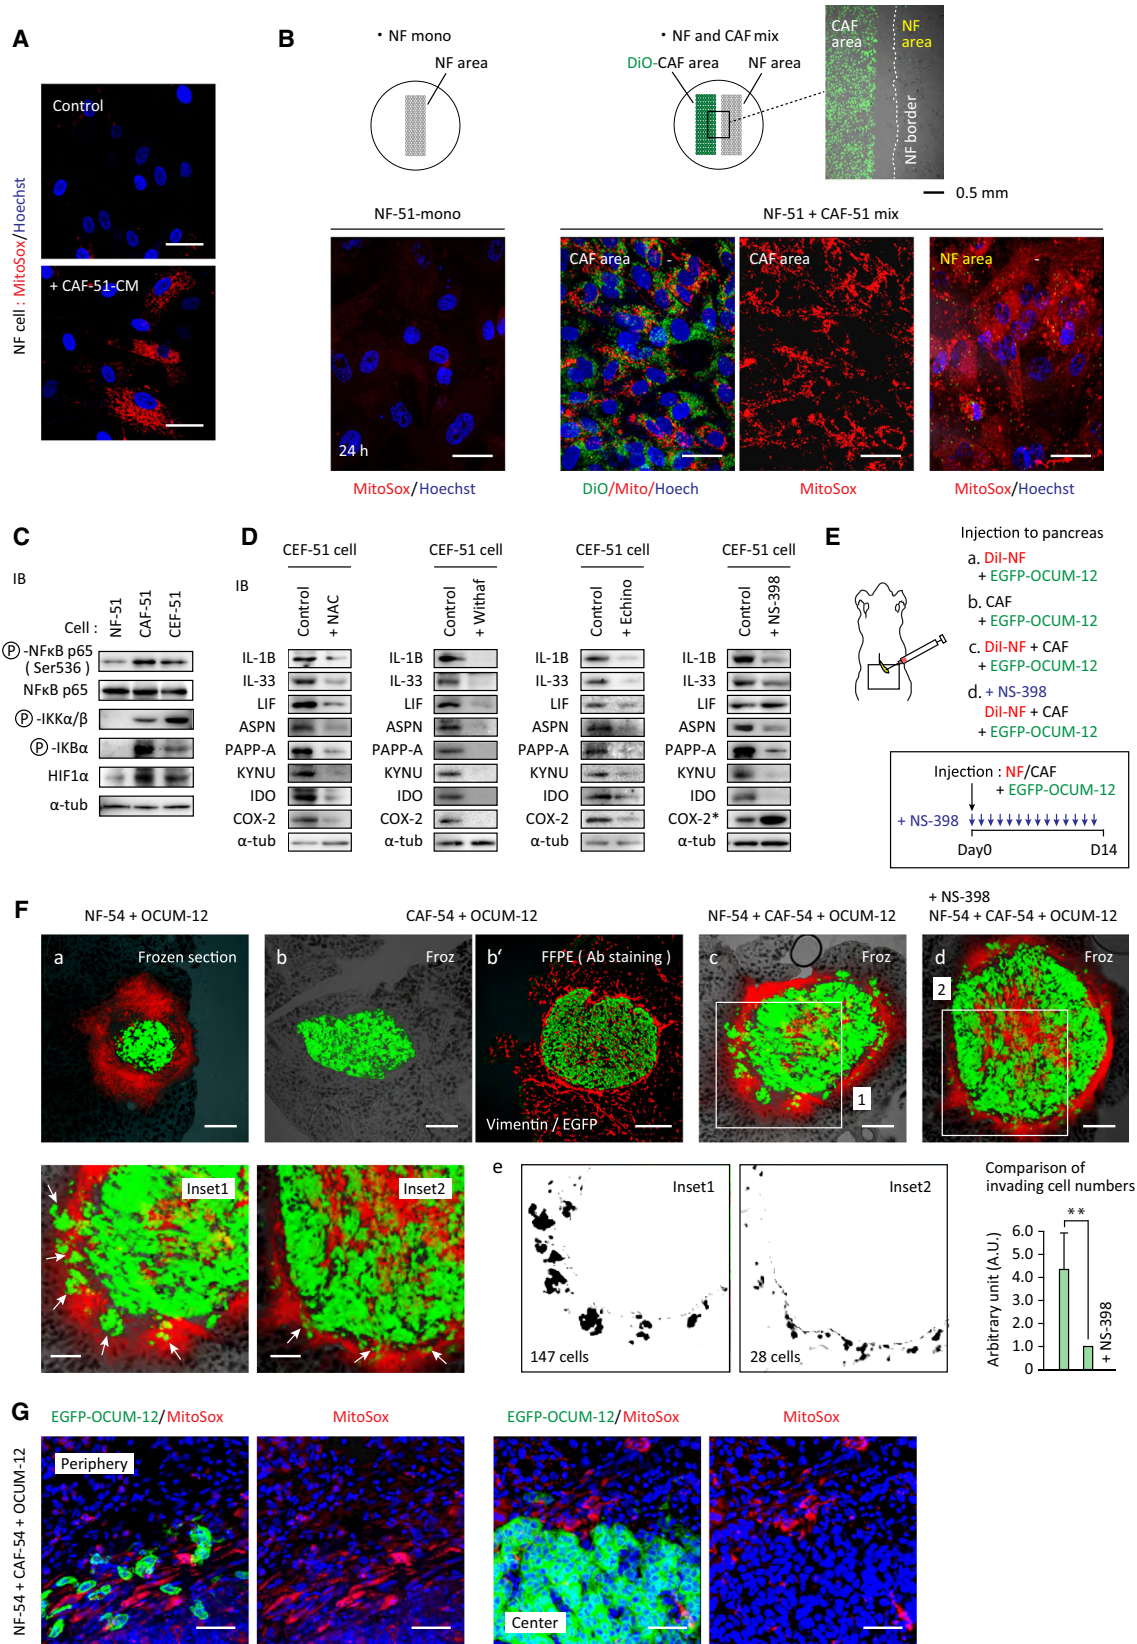 A
Control
+ CAF-51-CM
NF cell : MitoSox/Hoechst
B
• NF mono
NF area
• NF and CAF mix
DiO-CAF area
NF area
CAF area
NF area
NF border
0.5 mm
NF-51-mono
NF-51 + CAF-51 mix
24 h
CAF area
-
CAF area
NF area
-
MitoSox/Hoechst
DiO/Mito/Hoech
MitoSox
MitoSox/Hoechst
C
IB
Cell :
NF-51
CAF-51
CEF-51
P-NFκB p65
( Ser536 )
NFκB p65
P-IKKα/β
P-IKBα
HIF1α
α-tub
D
IB
CEF-51 cell
Control
+ NAC
IL-1B
IL-33
LIF
ASPN
PAPP-A
KYNU
IDO
COX-2
α-tub
CEF-51 cell
Control
+ Withaf
IL-1B
IL-33
LIF
ASPN
PAPP-A
KYNU
IDO
COX-2
α-tub
CEF-51 cell
Control
+ Echino
IL-1B
IL-33
LIF
ASPN
PAPP-A
KYNU
IDO
COX-2
α-tub
CEF-51 cell
Control
+ NS-398
IL-1B
IL-33
LIF
ASPN
PAPP-A
KYNU
IDO
COX-2*
α-tub
E
Injection to pancreas
a. DiI-NF
+ EGFP-OCUM-12
b. CAF
+ EGFP-OCUM-12
c. DiI-NF + CAF
+ EGFP-OCUM-12
d. + NS-398
DiI-NF + CAF
+ EGFP-OCUM-12
Injection : NF/CAF
+ EGFP-OCUM-12
+ NS-398
Day0
D14
F
NF-54 + OCUM-12
CAF-54 + OCUM-12
NF-54 + CAF-54 + OCUM-12
+ NS-398
NF-54 + CAF-54 + OCUM-12
a
Frozen section
b
Froz
b'
FFPE ( Ab staining )
Vimentin / EGFP
c
Froz
1
d
Froz
2
Inset1
Inset2
e
Inset1
147 cells
Inset2
28 cells
Comparison of
invading cell numbers
**
Arbitrary unit (A.U.)
6.0
5.0
4.0
3.0
2.0
1.0
0
+ NS-398
G
NF-54 + CAF-54 + OCUM-12
EGFP-OCUM-12/MitoSox
MitoSox
EGFP-OCUM-12/MitoSox
MitoSox
Periphery
Center